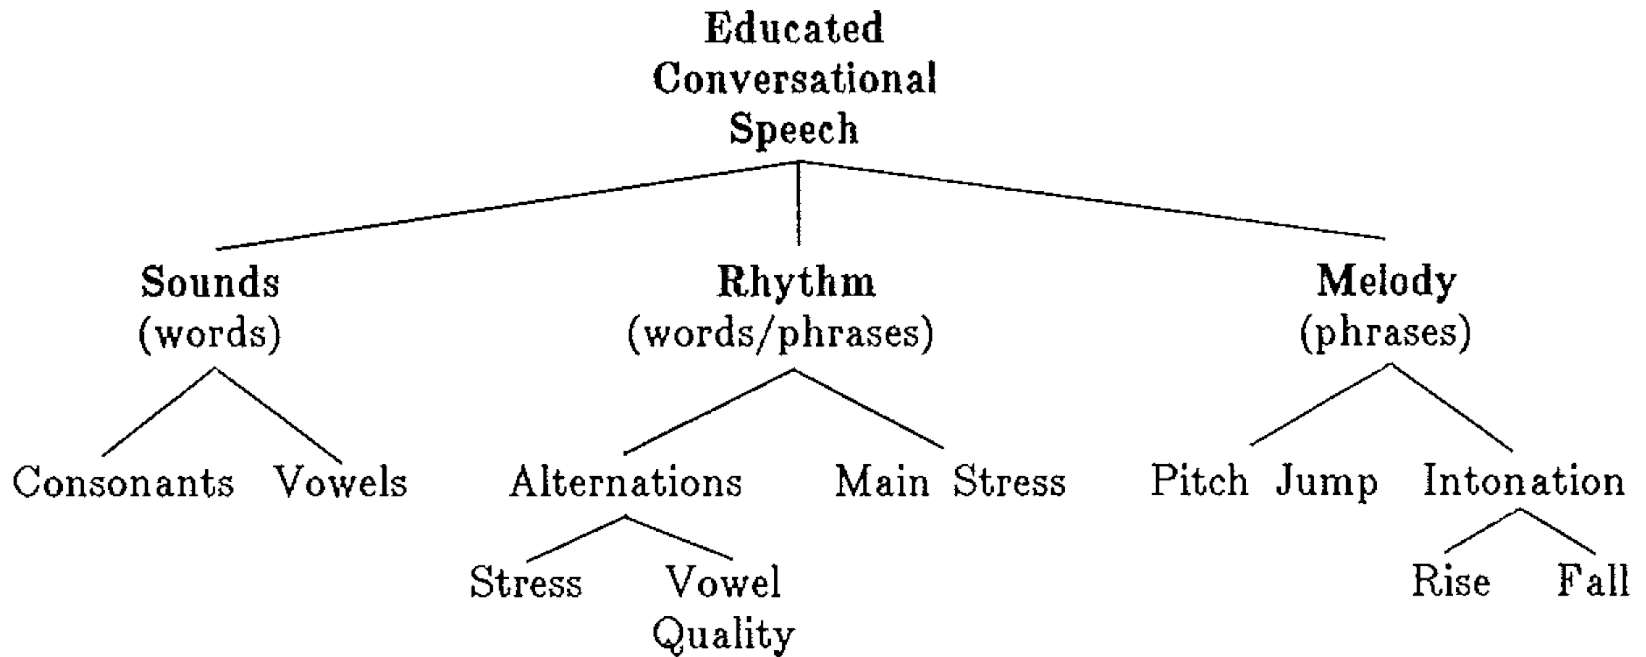 Educated
Conversational
Speech
Sounds
(words)
Rhythm
(words/phrases)
Melody
(phrases)
Consonants
Vowels
Alternations
Main Stress
Pitch Jump
Intonation
Stress
Vowel
Quality
Rise
Fall